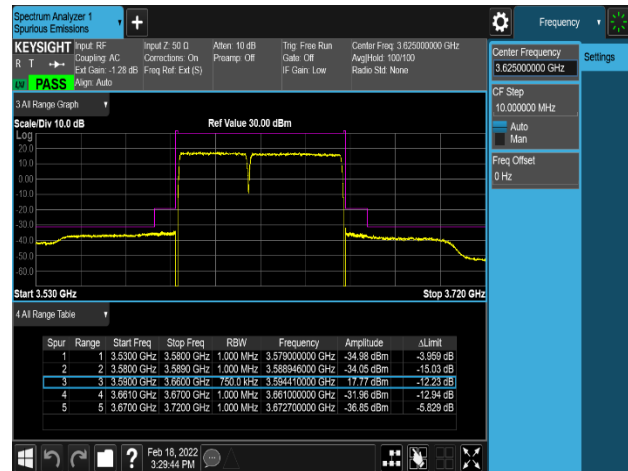 Spectrum Analyzer 1
Spurious Emissions
Frequency
KEYSIGHT
R T
LW PASS
Input: RF
Coupling: AC
Ext Gain: -1.28 dB
Align: Auto
Input Z: 50 Ω
Corrections: On
Freq Ref: Ext (S)
Atten: 10 dB
Preamp: Off
Trig: Free Run
Gate: Off
IF Gain: Low
Center Freq: 3.625000000 GHz
Avg|Hold: 100/100
Radio Std: None
Center Frequency
3.625000000 GHz
Settings
CF Step
10.000000 MHz
Auto
Man
Freq Offset
0 Hz
3 All Range Graph
Scale/Div 10.0 dB
Ref Value 30.00 dBm
Log
20.0
10.0
0.00
-10.0
-20.0
-30.0
-40.0
-50.0
-60.0
Start 3.530 GHz
Stop 3.720 GHz
4 All Range Table
Spur Range Start Freq Stop Freq RBW Frequency Amplitude ΔLimit
1 1 3.5300 GHz 3.5800 GHz 1.000 MHz 3.579000000 GHz -34.98 dBm -3.959 dB
2 2 3.5800 GHz 3.5890 GHz 1.000 MHz 3.588946000 GHz -34.05 dBm -15.03 dB
3 3 3.5900 GHz 3.6600 GHz 750.0 kHz 3.594410000 GHz 17.77 dBm -12.23 dB
4 4 3.6610 GHz 3.6700 GHz 1.000 MHz 3.661000000 GHz -31.96 dBm -12.94 dB
5 5 3.6700 GHz 3.7200 GHz 1.000 MHz 3.672700000 GHz -36.85 dBm -5.829 dB
?
Feb 18, 2022
3:29:44 PM